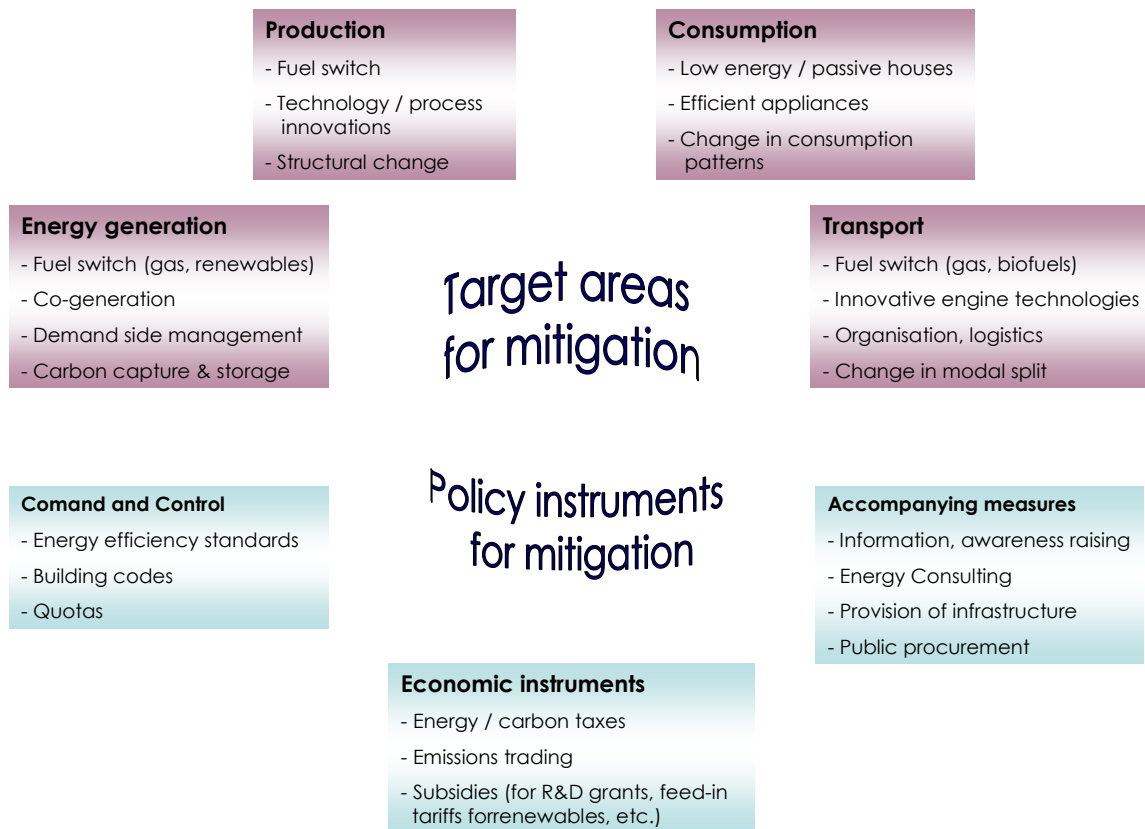 Production
- Fuel switch
- Technology / process
innovations
- Structural change
Consumption
- Low energy / passive houses
- Efficient appliances
- Change in consumption
patterns
Energy generation
- Fuel switch (gas, renewables)
- Co-generation
- Demand side management
- Carbon capture & storage
Target areas
for mitigation
Transport
- Fuel switch (gas, biofuels)
- Innovative engine technologies
- Organisation, logistics
- Change in modal split
Comand and Control
- Energy efficiency standards
- Building codes
- Quotas
Policy instruments
for mitigation
Accompanying measures
- Information, awareness raising
- Energy Consulting
- Provision of infrastructure
- Public procurement
Economic instruments
- Energy / carbon taxes
- Emissions trading
- Subsidies (for R&D grants, feed-in
tariffs forrenewables, etc.)